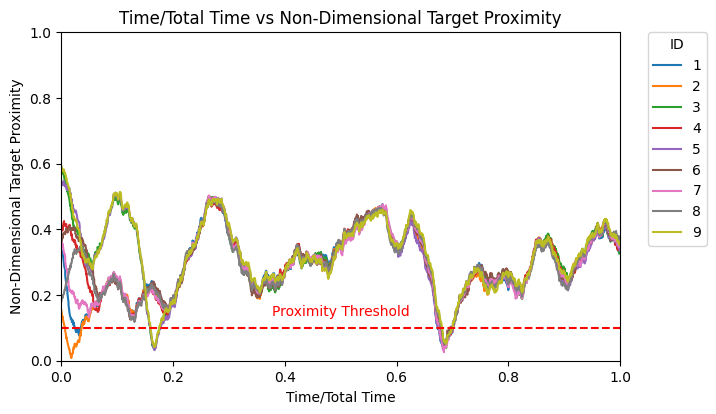 Time/Total Time vs Non-Dimensional Target Proximity
Non-Dimensional Target Proximity
1.0
0.8
0.6
0.4
0.2
0.0
Proximity Threshold
0.0 0.2 0.4 0.6 0.8 1.0
Time/Total Time
ID
1
2
3
4
5
6
7
8
9